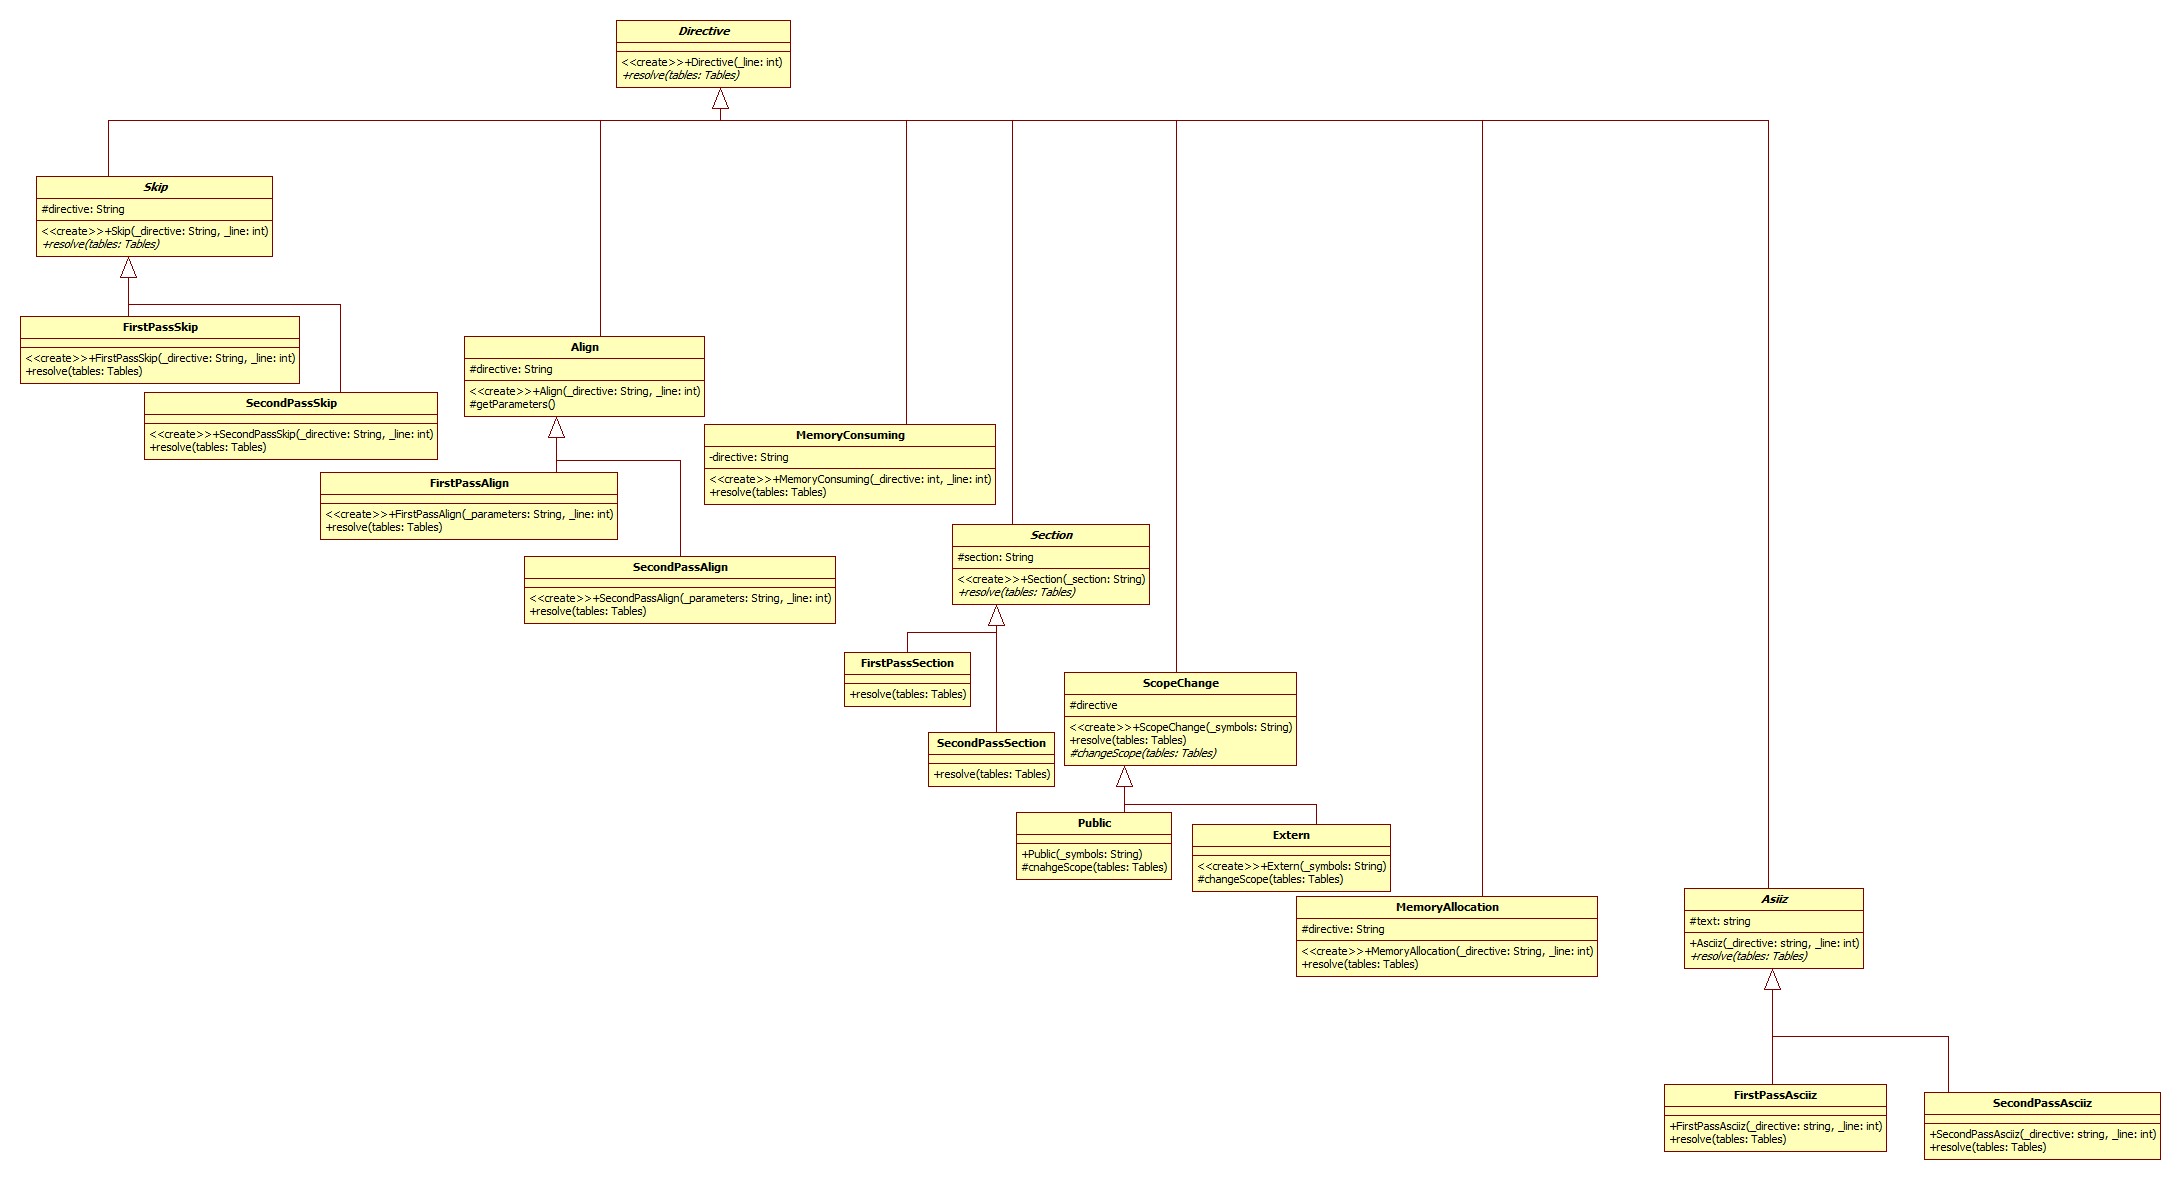 Directive
<<create>>+Directive(_line: int)
+resolve(tables: Tables)
Skip
#directive: String
<<create>>+Skip(_directive: String, _line: int)
+resolve(tables: Tables)
FirstPassSkip
<<create>>+FirstPassSkip(_directive: String, _line: int)
+resolve(tables: Tables)
SecondPassSkip
<<create>>+SecondPassSkip(_directive: String, _line: int)
+resolve(tables: Tables)
Align
#directive: String
<<create>>+Align(_directive: String, _line: int)
#getParameters()
FirstPassAlign
<<create>>+FirstPassAlign(_parameters: String, _line: int)
+resolve(tables: Tables)
SecondPassAlign
<<create>>+SecondPassAlign(_parameters: String, _line: int)
+resolve(tables: Tables)
MemoryConsuming
-directive: String
<<create>>+MemoryConsuming(_directive: int, _line: int)
+resolve(tables: Tables)
Section
#section: String
<<create>>+Section(_section: String)
+resolve(tables: Tables)
FirstPassSection
+resolve(tables: Tables)
SecondPassSection
+resolve(tables: Tables)
ScopeChange
#directive
<<create>>+ScopeChange(_symbols: String)
+resolve(tables: Tables)
#changeScope(tables: Tables)
Public
+Public(_symbols: String)
#cnahgeScope(tables: Tables)
Extern
<<create>>+Extern(_symbols: String)
#changeScope(tables: Tables)
MemoryAllocation
#directive: String
<<create>>+MemoryAllocation(_directive: String, _line: int)
+resolve(tables: Tables)
Asiiz
#text: string
+Asciiz(_directive: string, _line: int)
+resolve(tables: Tables)
FirstPassAsciiz
+FirstPassAsciiz(_directive: string, _line: int)
+resolve(tables: Tables)
SecondPassAsciiz
+SecondPassAsciiz(_directive: string, _line: int)
+resolve(tables: Tables)